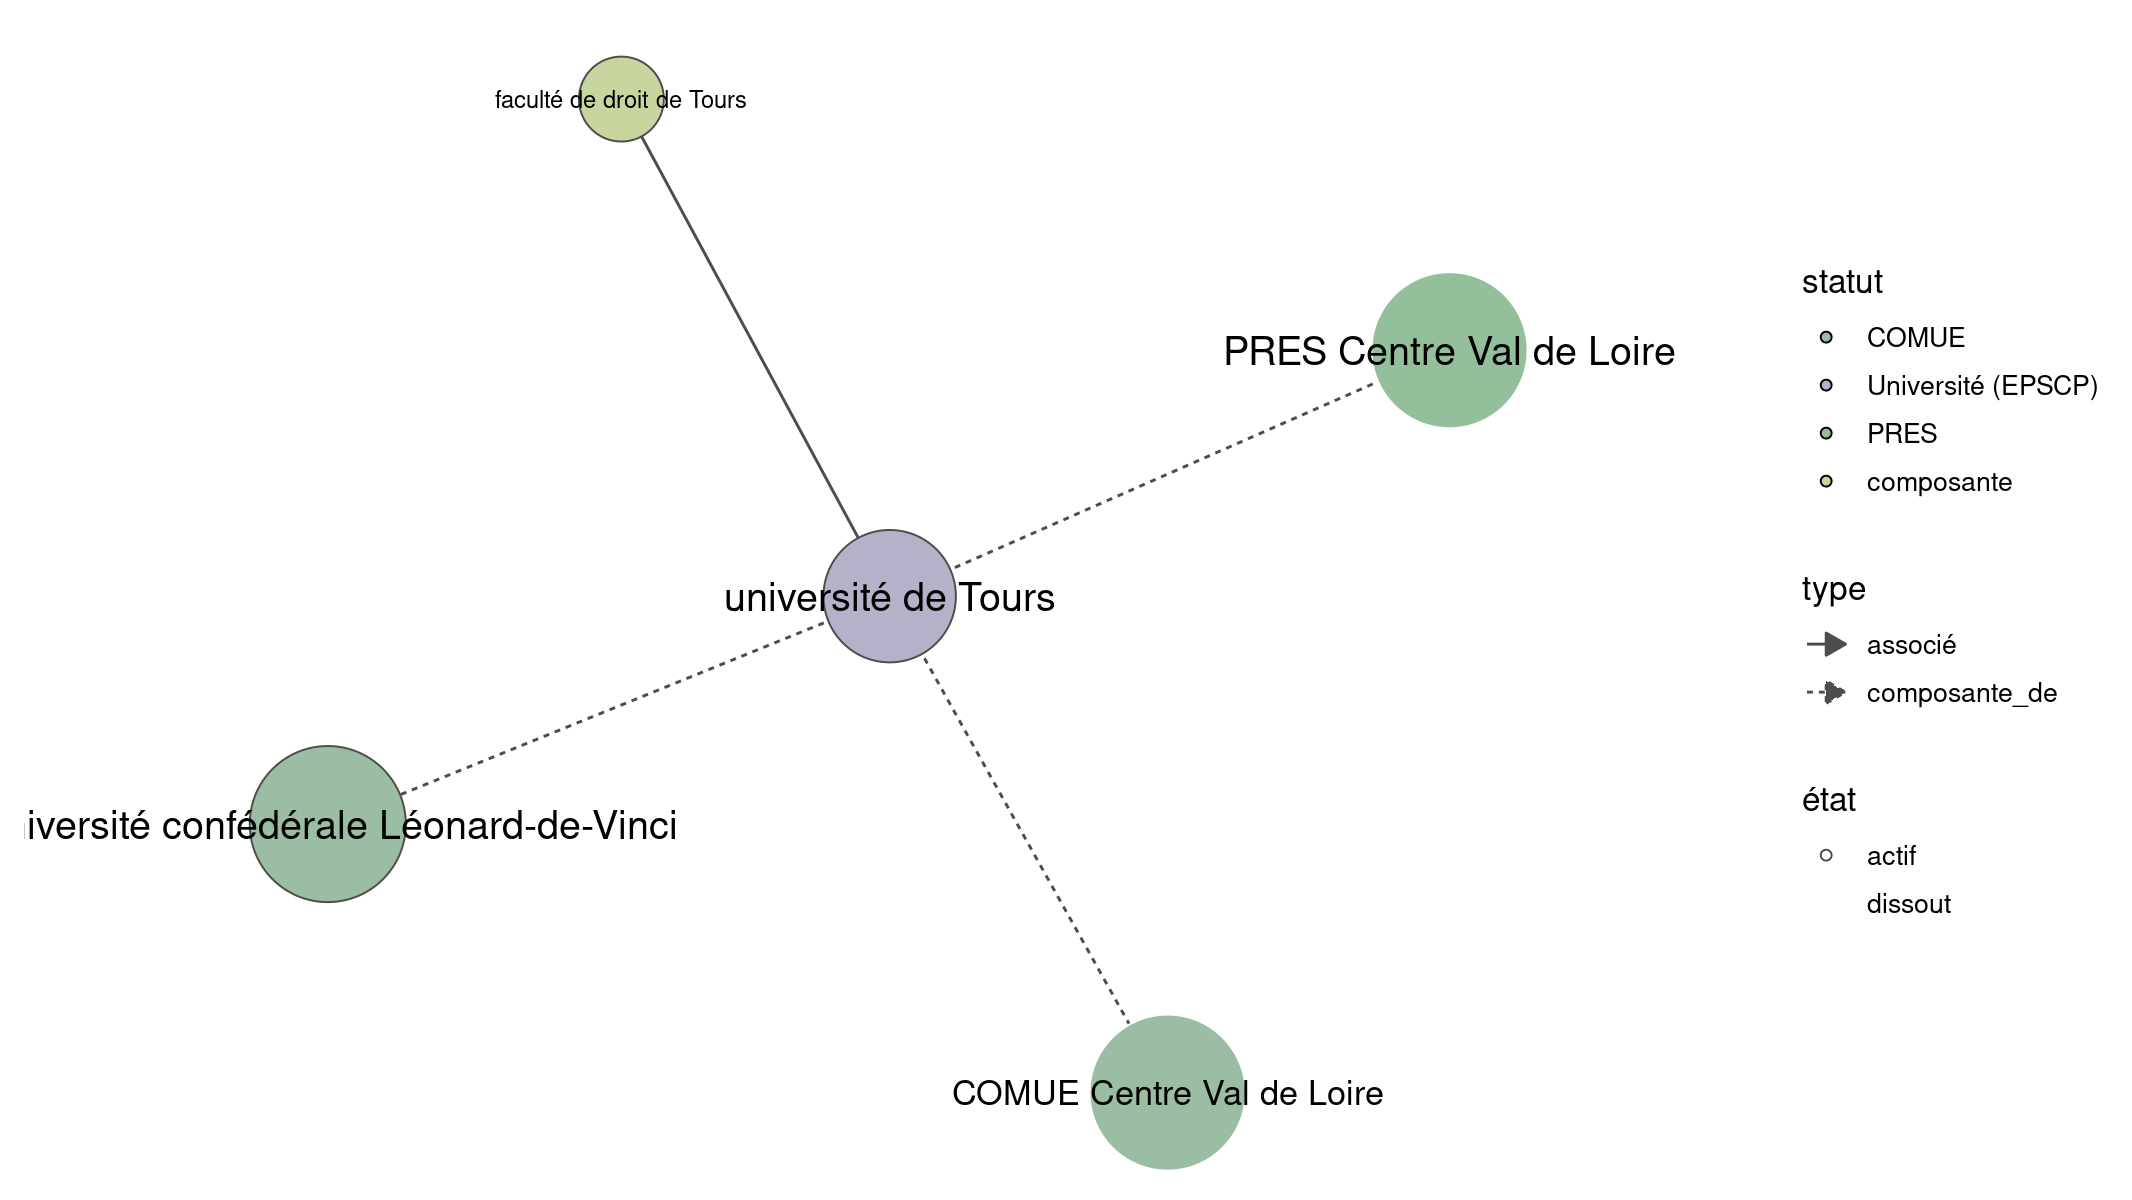 faculté de droit de Tours
PRES Centre Val de Loire
université de Tours
iversité confédérale Léonard-de-Vinci
COMUE Centre Val de Loire
statut
COMUE
Université (EPSCP)
PRES
composante
type
associé
composante_de
état
actif
dissout